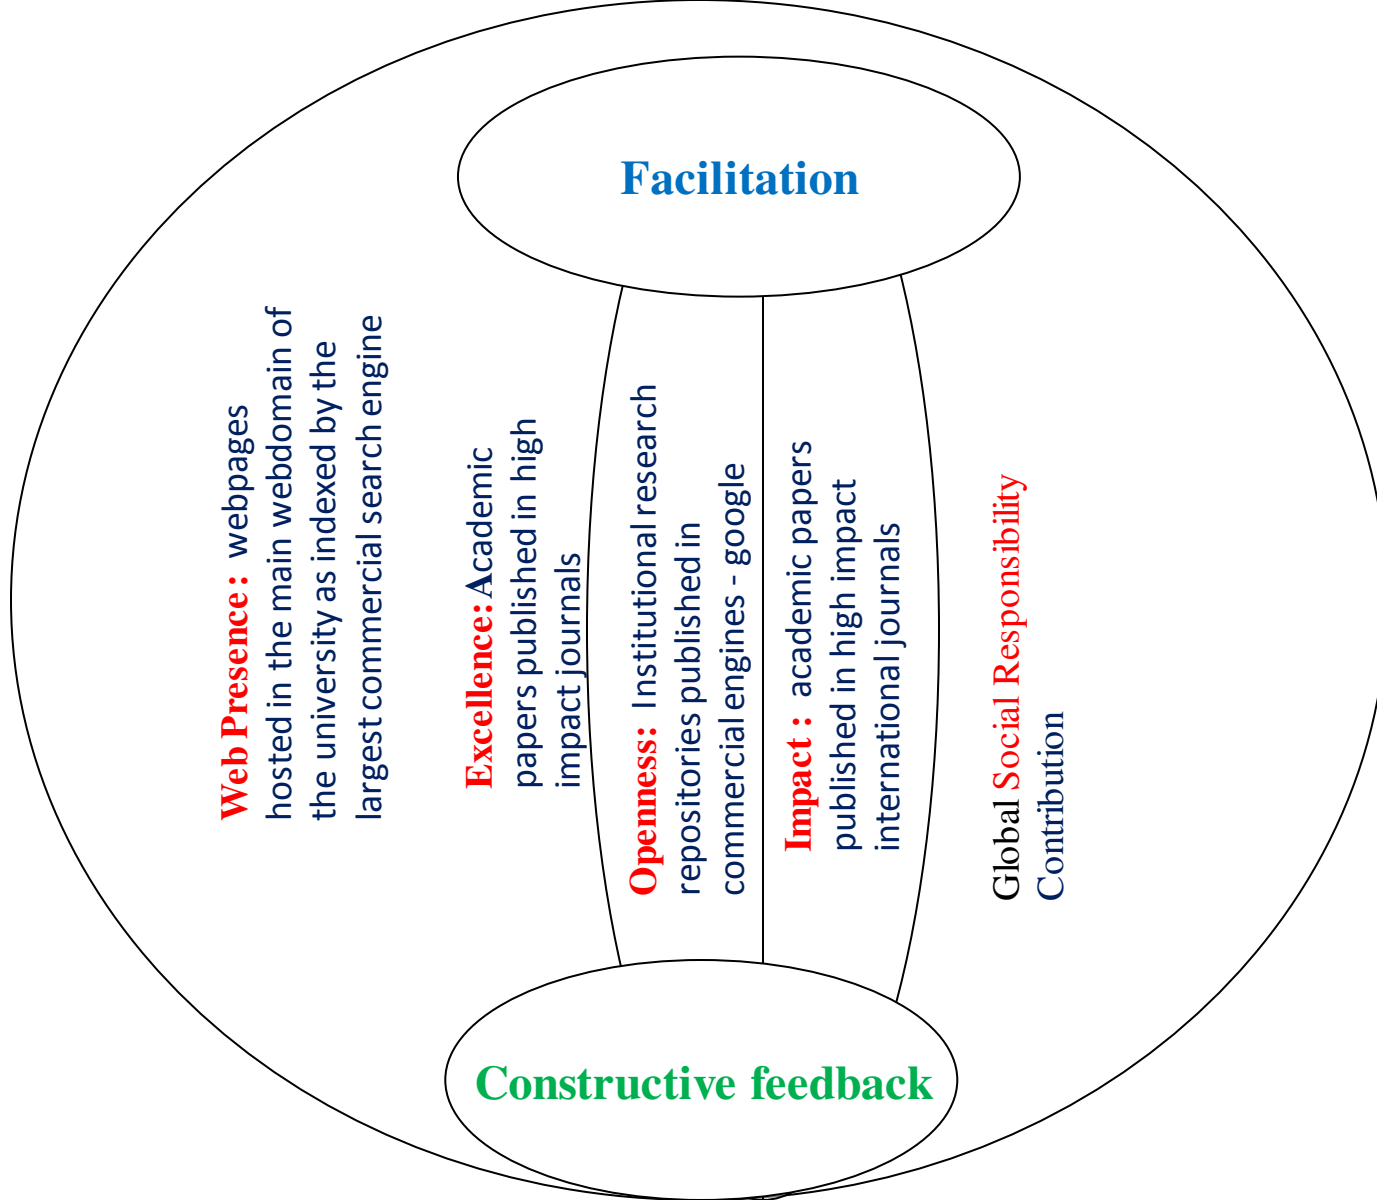 Facilitation
Web Presence : webpages
hosted in the main webdomain of
the university as indexed by the
largest commercial search engine
Excellence: Academic
papers published in high
impact journals
Openness: Institutional research
repositories published in
commercial engines - google
Impact : academic papers
published in high impact
international journals
Global Social Responsibility
Contribution
Constructive feedback